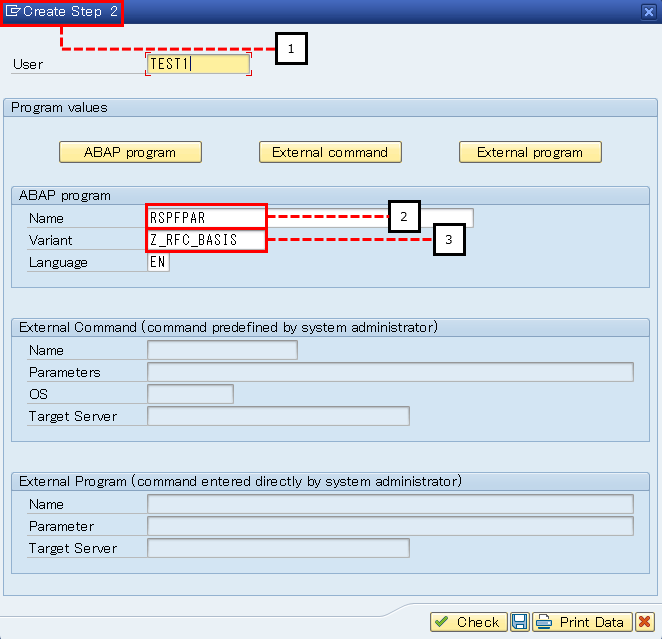 Create Step 2
1
User TEST1
Program values
ABAP program External command External program
ABAP program
Name RSPFPAR 2
Variant Z_RFC_BASIS 3
Language EN
External Command (command predefined by system administrator)
Name
Parameters
OS
Target Server
External Program (command entered directly by system administrator)
Name
Parameter
Target Server
Check Print Data